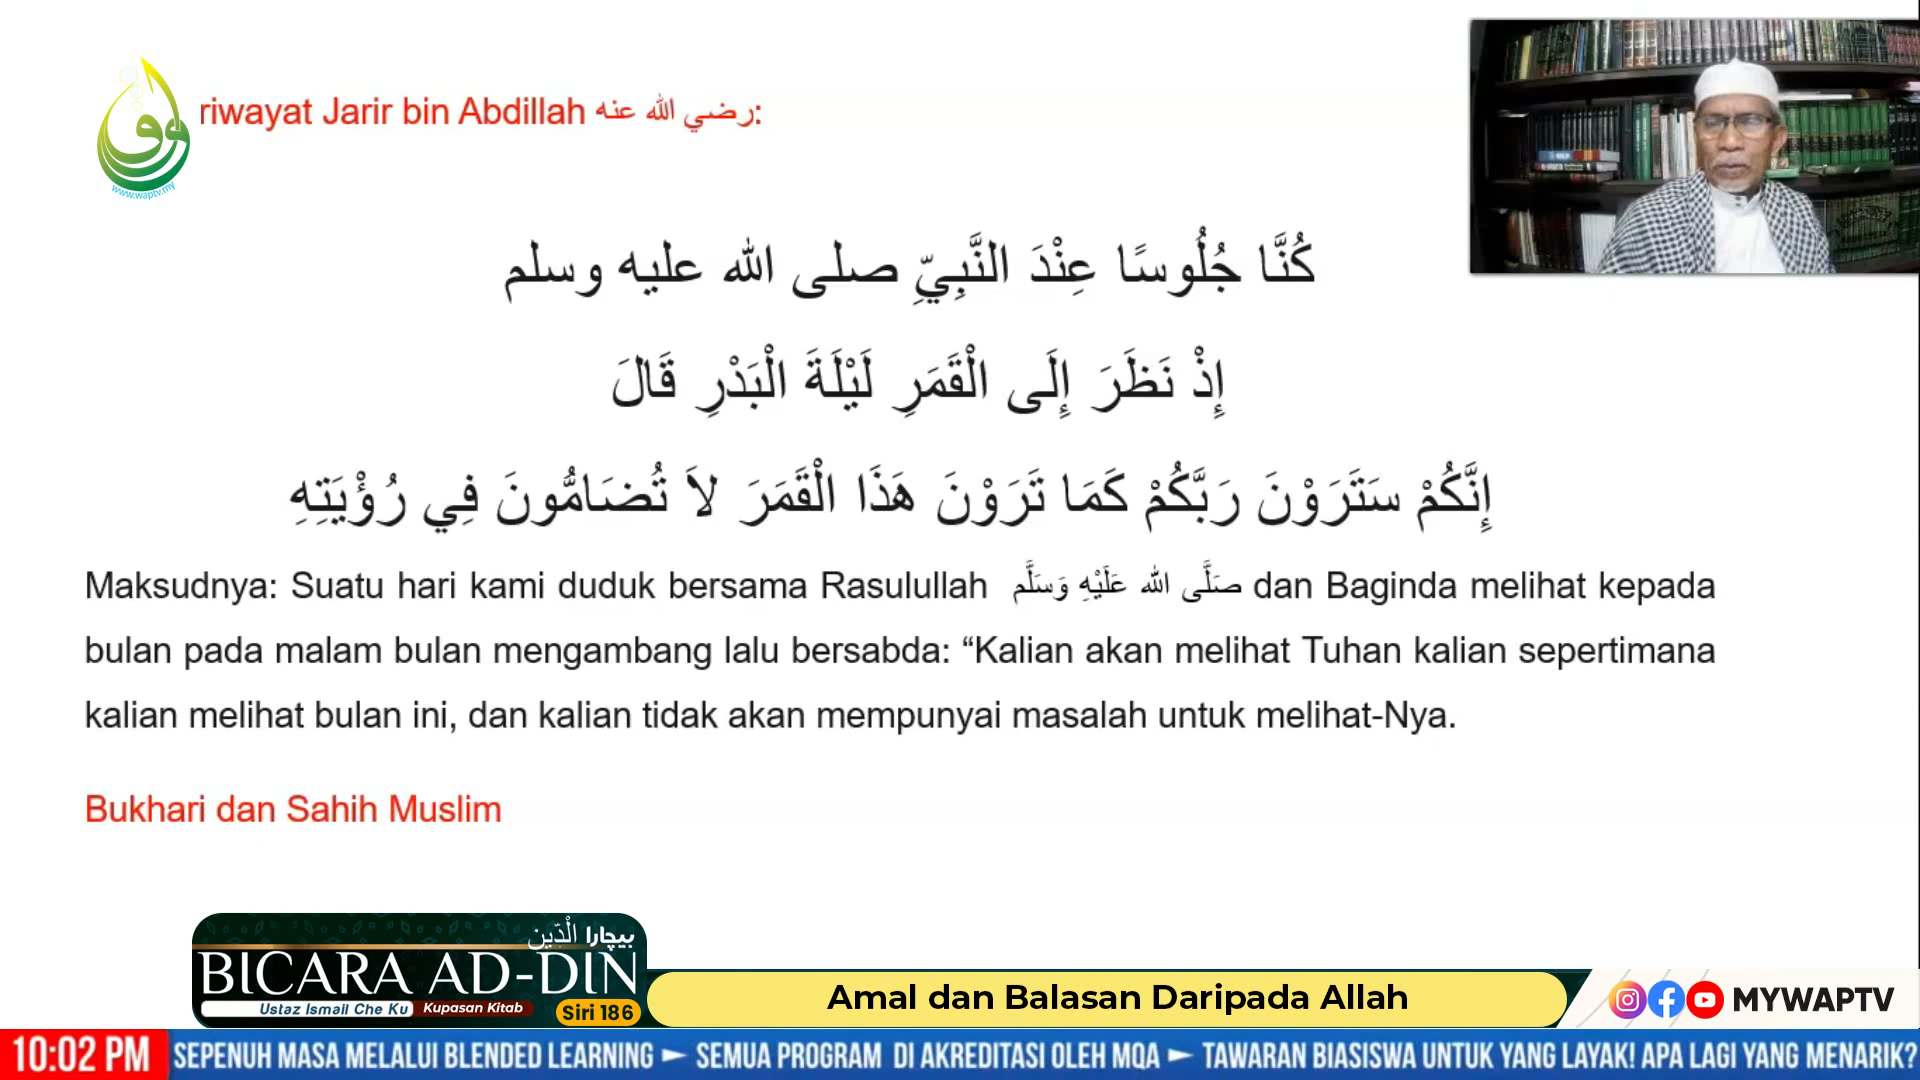 riwayat Jarir bin Abdillah رضي الله عنه:
www.waptv.my
كُنَّا جُلُوسًا عِنْدَ النَّبِيِّ صلى الله عليه وسلم
إِذْ نَظَرَ إِلَى الْقَمَرِ لَيْلَةَ الْبَدْرِ قَالَ
إِنَّكُمْ سَتَرَوْنَ رَبَّكُمْ كَمَا تَرَوْنَ هَذَا الْقَمَرَ لاَ تُضَامُّونَ فِي رُؤْيَتِهِ
Maksudnya: Suatu hari kami duduk bersama Rasulullah صَلَّى الله عَلَيْهِ وَسَلَّم dan Baginda melihat kepada
bulan pada malam bulan mengambang lalu bersabda: “Kalian akan melihat Tuhan kalian sepertimana
kalian melihat bulan ini, dan kalian tidak akan mempunyai masalah untuk melihat-Nya.
Bukhari dan Sahih Muslim
بيچارا الْدِّين
BICARA AD-DIN
Ustaz Ismail Che Ku Kupasan Kitab
Siri 186
Amal dan Balasan Daripada Allah
MYWAPTV
10:02 PM SEPENUH MASA MELALUI BLENDED LEARNING ► SEMUA PROGRAM DI AKREDITASI OLEH MQA ► TAWARAN BIASISWA UNTUK YANG LAYAK! APA LAGI YANG MENARIK?